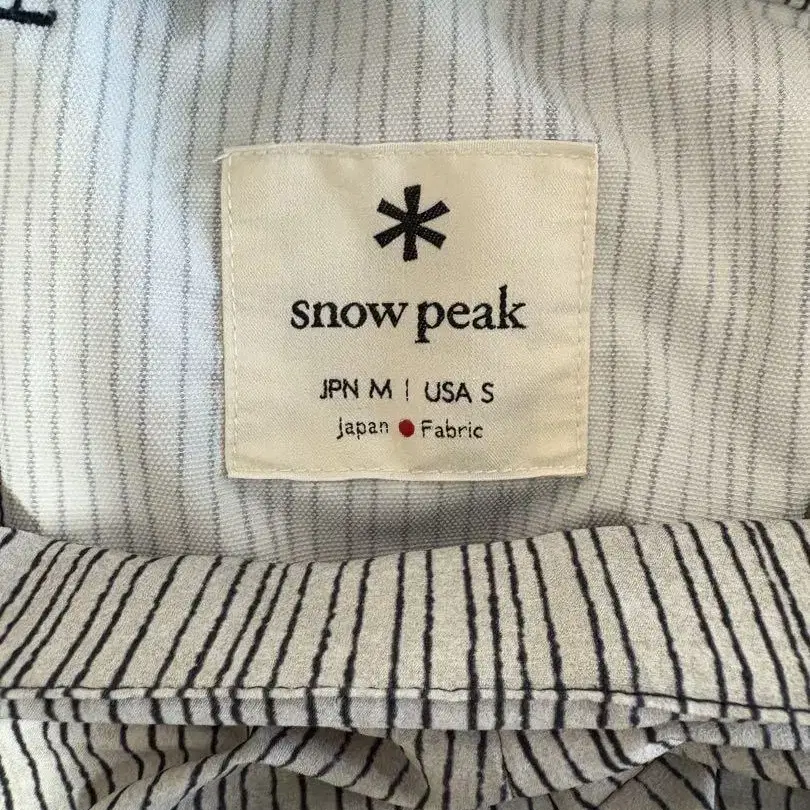 snow peak
JPN M | USA S
Japan ● Fabric